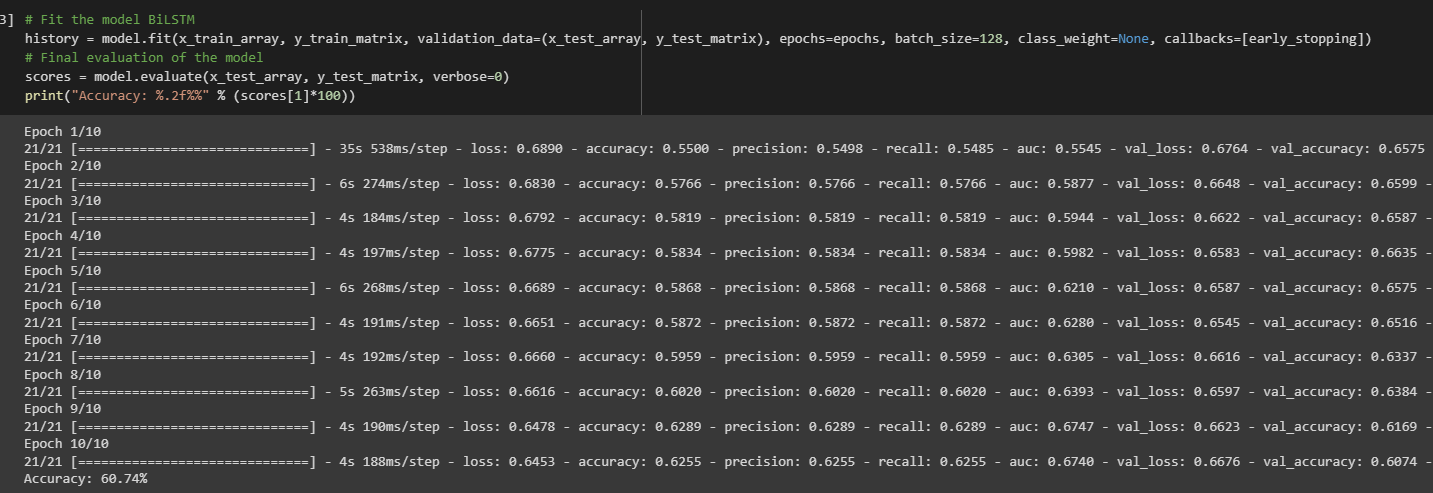 3] # Fit the model BiLSTM
history = model.fit(x_train_array, y_train_matrix, validation_data=(x_test_array, y_test_matrix), epochs=epochs, batch_size=128, class_weight=None, callbacks=[early_stopping])
# Final evaluation of the model
scores = model.evaluate(x_test_array, y_test_matrix, verbose=0)
print("Accuracy: %.2f%%" % (scores[1]*100))
Epoch 1/10
21/21 [==============================] - 35s 538ms/step - loss: 0.6890 - accuracy: 0.5500 - precision: 0.5498 - recall: 0.5485 - auc: 0.5545 - val_loss: 0.6764 - val_accuracy: 0.6575
Epoch 2/10
21/21 [==============================] - 6s 274ms/step - loss: 0.6830 - accuracy: 0.5766 - precision: 0.5766 - recall: 0.5766 - auc: 0.5877 - val_loss: 0.6648 - val_accuracy: 0.6599 -
Epoch 3/10
21/21 [==============================] - 4s 184ms/step - loss: 0.6792 - accuracy: 0.5819 - precision: 0.5819 - recall: 0.5819 - auc: 0.5944 - val_loss: 0.6622 - val_accuracy: 0.6587 -
Epoch 4/10
21/21 [==============================] - 4s 197ms/step - loss: 0.6775 - accuracy: 0.5834 - precision: 0.5834 - recall: 0.5834 - auc: 0.5982 - val_loss: 0.6583 - val_accuracy: 0.6635 -
Epoch 5/10
21/21 [==============================] - 6s 268ms/step - loss: 0.6689 - accuracy: 0.5868 - precision: 0.5868 - recall: 0.5868 - auc: 0.6210 - val_loss: 0.6587 - val_accuracy: 0.6575 -
Epoch 6/10
21/21 [==============================] - 4s 191ms/step - loss: 0.6651 - accuracy: 0.5872 - precision: 0.5872 - recall: 0.5872 - auc: 0.6280 - val_loss: 0.6545 - val_accuracy: 0.6516 -
Epoch 7/10
21/21 [==============================] - 4s 192ms/step - loss: 0.6660 - accuracy: 0.5959 - precision: 0.5959 - recall: 0.5959 - auc: 0.6305 - val_loss: 0.6616 - val_accuracy: 0.6337 -
Epoch 8/10
21/21 [==============================] - 5s 263ms/step - loss: 0.6616 - accuracy: 0.6020 - precision: 0.6020 - recall: 0.6020 - auc: 0.6393 - val_loss: 0.6597 - val_accuracy: 0.6384 -
Epoch 9/10
21/21 [==============================] - 4s 190ms/step - loss: 0.6478 - accuracy: 0.6289 - precision: 0.6289 - recall: 0.6289 - auc: 0.6747 - val_loss: 0.6623 - val_accuracy: 0.6169 -
Epoch 10/10
21/21 [==============================] - 4s 188ms/step - loss: 0.6453 - accuracy: 0.6255 - precision: 0.6255 - recall: 0.6255 - auc: 0.6740 - val_loss: 0.6676 - val_accuracy: 0.6074 -
Accuracy: 60.74%